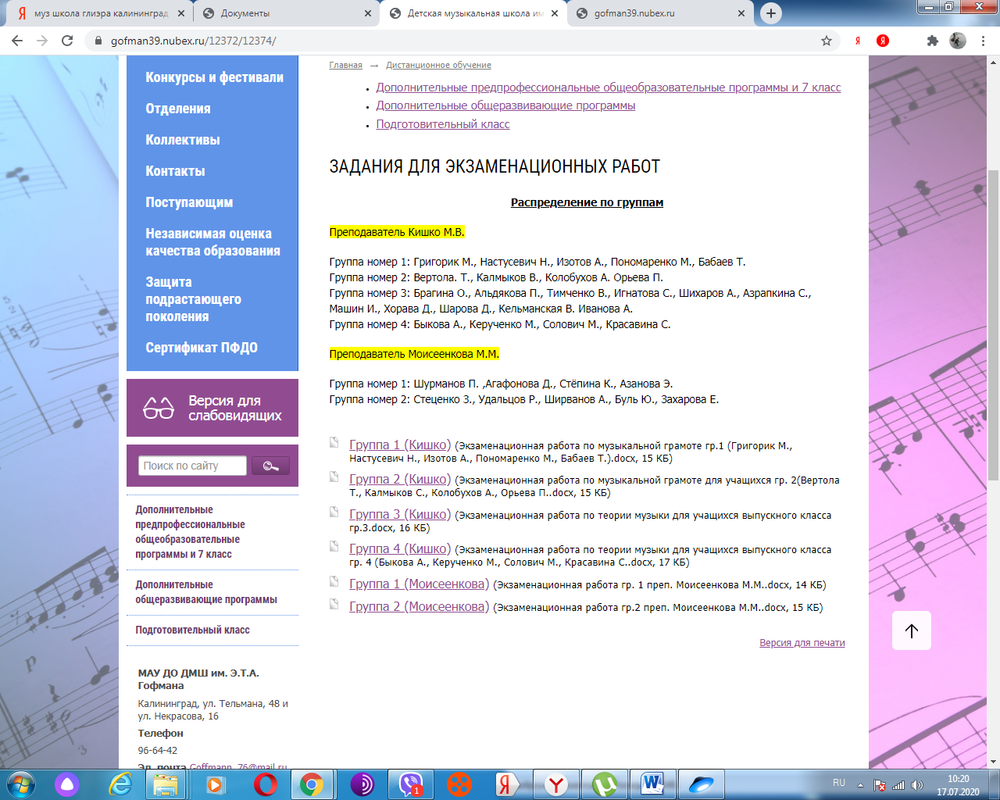 муз школа глиэра калининград
Документы
Детская музыкальная школа им
gofman39.nubex.ru
gofman39.nubex.ru/12372/12374/
Конкурсы и фестивали
Отделения
Коллективы
Контакты
Поступающим
Независимая оценка
качества образования
Защита
подрастающего
поколения
Сертификат ПФДО
Версия для
слабовидящих
Поиск по сайту
Дополнительные
предпрофессиональные
общеобразовательные
программы и 7 класс
Дополнительные
общеразвивающие программы
Подготовительный класс
МАУ ДО ДМШ им. Э.Т.А.
Гофмана
Калининград, ул. Тельмана, 48 и
ул. Некрасова, 16
Телефон
96-64-42
Эл. почта Goffmann_76@mail.ru
Главная → Дистанционное обучение
Дополнительные предпрофессиональные общеобразовательные программы и 7 класс
Дополнительные общеразвивающие программы
Подготовительный класс
ЗАДАНИЯ ДЛЯ ЭКЗАМЕНАЦИОННЫХ РАБОТ
Распределение по группам
Преподаватель Кишко М.В.
Группа номер 1: Григорик М., Настусевич Н., Изотов А., Пономаренко М., Бабаев Т.
Группа номер 2: Вертола. Т., Калмыков В., Колобухов А. Орьева П.
Группа номер 3: Брагина О., Альдякова П., Тимченко В., Игнатова С., Шихаров А., Азрапкина С.,
Машин И., Хорава Д., Шарова Д., Кельманская В. Иванова А.
Группа номер 4: Быкова А., Керученко М., Солович М., Красавина С.
Преподаватель Моисеенкова М.М.
Группа номер 1: Шурманов П. ,Агафонова Д., Стёпина К., Азанова Э.
Группа номер 2: Стеценко З., Удальцов Р., Ширванов А., Буль Ю., Захарова Е.
Группа 1 (Кишко) (Экзаменационная работа по музыкальной грамоте гр.1 (Григорик М.,
Настусевич Н., Изотов А., Пономаренко М., Бабаев Т.).docx, 15 КБ)
Группа 2 (Кишко) (Экзаменационная работа по музыкальной грамоте для учащихся гр. 2(Вертола
Т., Калмыков С., Колобухов А., Орьева П..docx, 15 КБ)
Группа 3 (Кишко) (Экзаменационная работа по теории музыки для учащихся выпускного класса
гр.3.docx, 16 КБ)
Группа 4 (Кишко) (Экзаменационная работа по теории музыки для учащихся выпускного класса
гр. 4 (Быкова А., Керученко М., Солович М., Красавина С..docx, 17 КБ)
Группа 1 (Моисеенкова) (Экзаменационная работа гр. 1 преп. Моисеенкова М.М..docx, 14 КБ)
Группа 2 (Моисеенкова) (Экзаменационная работа гр.2 преп. Моисеенкова М.М..docx, 15 КБ)
Версия для печати
RU
10:20
17.07.2020